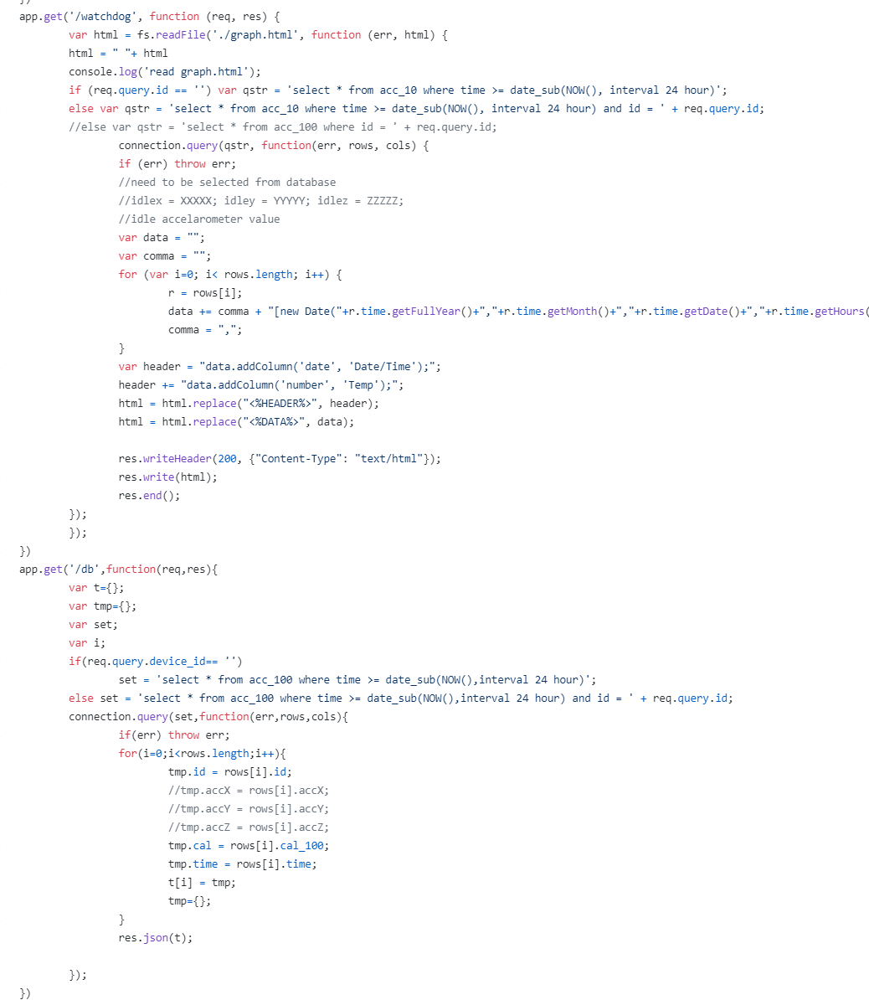 })
app.get('/watchdog', function (req, res) {
var html = fs.readFile('./graph.html', function (err, html) {
html = " "+ html
console.log('read graph.html');
if (req.query.id == '') var qstr = 'select * from acc_10 where time >= date_sub(NOW(), interval 24 hour)';
else var qstr = 'select * from acc_10 where time >= date_sub(NOW(), interval 24 hour) and id = ' + req.query.id;
//else var qstr = 'select * from acc_100 where id = ' + req.query.id;
connection.query(qstr, function(err, rows, cols) {
if (err) throw err;
//need to be selected from database
//idlex = XXXXX; idley = YYYYY; idlez = ZZZZZ;
//idle accelarometer value
var data = "";
var comma = "";
for (var i=0; i< rows.length; i++) {
r = rows[i];
data += comma + "[new Date("+r.time.getFullYear()+","+r.time.getMonth()+","+r.time.getDate()+","+r.time.getHours(
comma = ",";
}
var header = "data.addColumn('date', 'Date/Time');";
header += "data.addColumn('number', 'Temp');";
html = html.replace("<%HEADER%>", header);
html = html.replace("<%DATA%>", data);
res.writeHeader(200, {"Content-Type": "text/html"});
res.write(html);
res.end();
});
});
})
app.get('/db',function(req,res){
var t={};
var tmp={};
var set;
var i;
if(req.query.device_id== '')
set = 'select * from acc_100 where time >= date_sub(NOW(),interval 24 hour)';
else set = 'select * from acc_100 where time >= date_sub(NOW(),interval 24 hour) and id = ' + req.query.id;
connection.query(set,function(err,rows,cols){
if(err) throw err;
for(i=0;i<rows.length;i++){
tmp.id = rows[i].id;
//tmp.accX = rows[i].accX;
//tmp.accY = rows[i].accY;
//tmp.accZ = rows[i].accZ;
tmp.cal = rows[i].cal_100;
tmp.time = rows[i].time;
t[i] = tmp;
tmp={};
}
res.json(t);
});
})